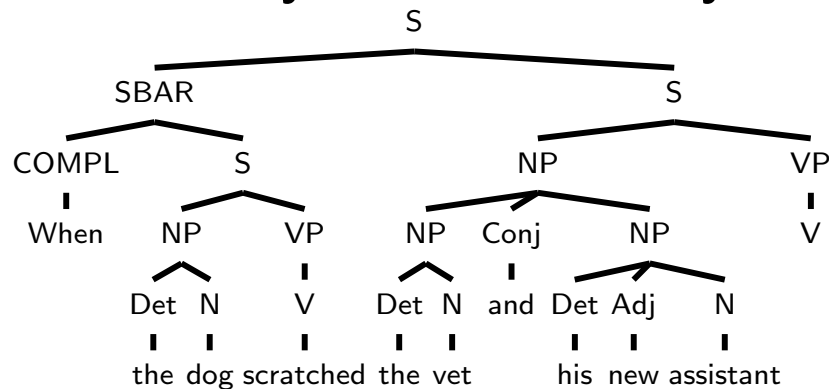 S
SBAR S
COMPL S NP VP
When NP VP NP Conj NP V
Det N V Det N and Det Adj N
the dog scratched the vet his new assistant